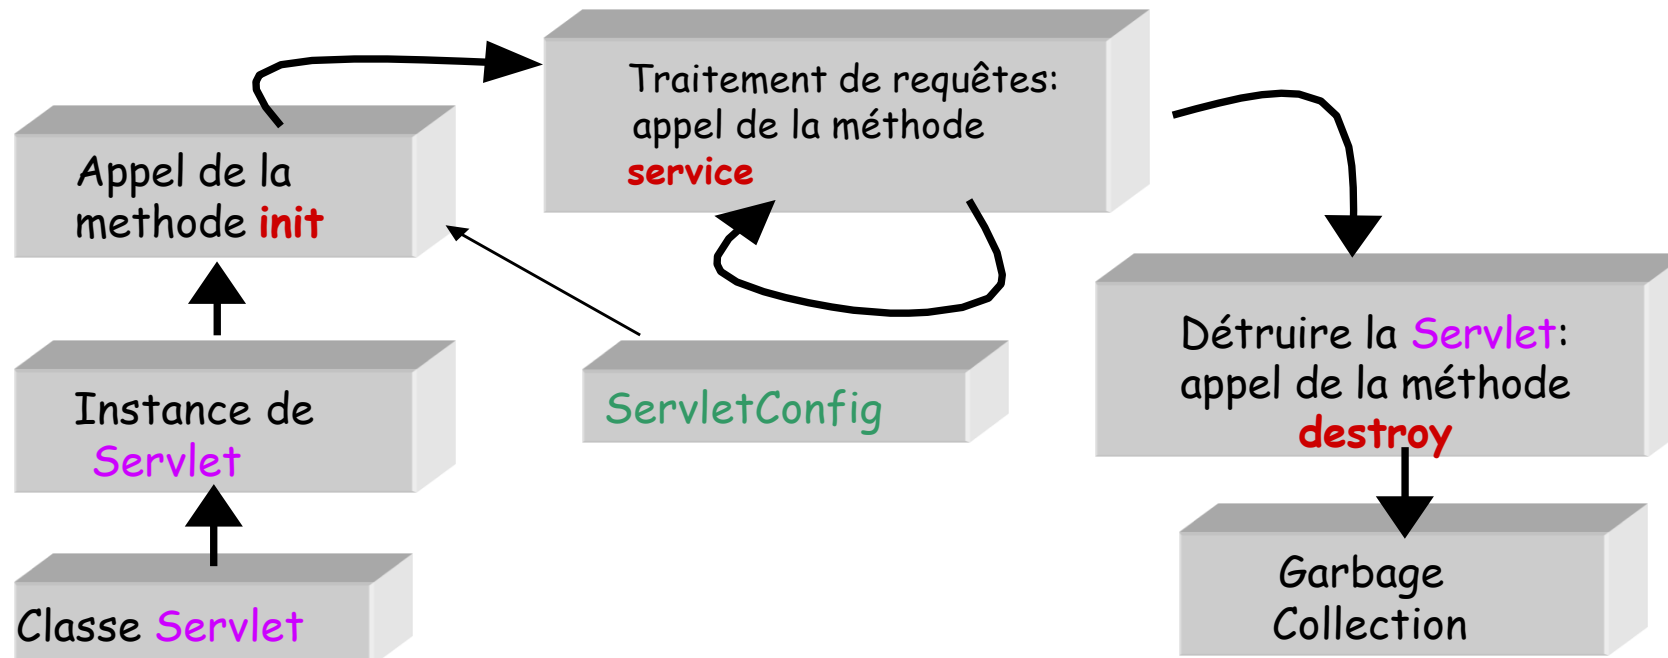 Traitement de requêtes:
appel de la méthode
service
Appel de la
methode init
Instance de
Servlet
Classe Servlet
ServletConfig
Détruire la Servlet:
appel de la méthode
destroy
Garbage
Collection